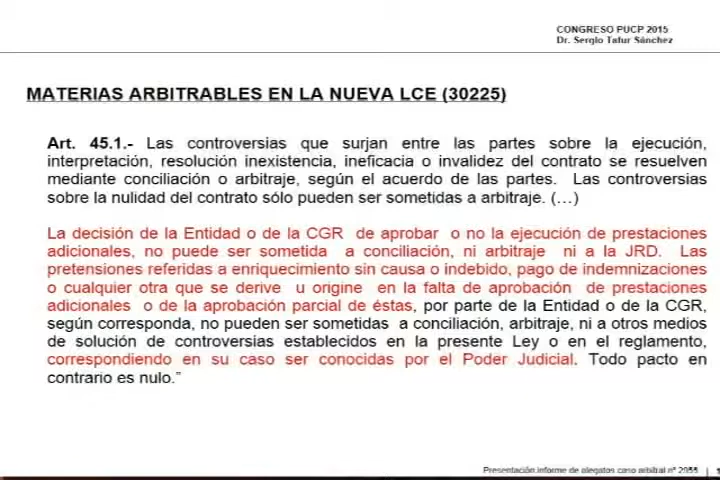 CONGRESO PUCP 2015
Dr. Sergio Tafur Sánchez
MATERIAS ARBITRABLES EN LA NUEVA LCE (30225)
Art. 45.1.- Las controversias que surjan entre las partes sobre la ejecución,
interpretación, resolución inexistencia, ineficacia o invalidez del contrato se resuelven
mediante conciliación o arbitraje, según el acuerdo de las partes. Las controversias
sobre la nulidad del contrato sólo pueden ser sometidas a arbitraje. (…)
La decisión de la Entidad o de la CGR de aprobar o no la ejecución de prestaciones
adicionales, no puede ser sometida a conciliación, ni arbitraje ni a la JRD. Las
pretensiones referidas a enriquecimiento sin causa o indebido, pago de indemnizaciones
o cualquier otra que se derive u origine en la falta de aprobación de prestaciones
adicionales o de la aprobación parcial de éstas, por parte de la Entidad o de la CGR,
según corresponda, no pueden ser sometidas a conciliación, arbitraje, ni a otros medios
de solución de controversias establecidos en la presente Ley o en el reglamento,
correspondiendo en su caso ser conocidas por el Poder Judicial. Todo pacto en
contrario es nulo.”
Presentación informe de alegatos caso arbitral nº | 1